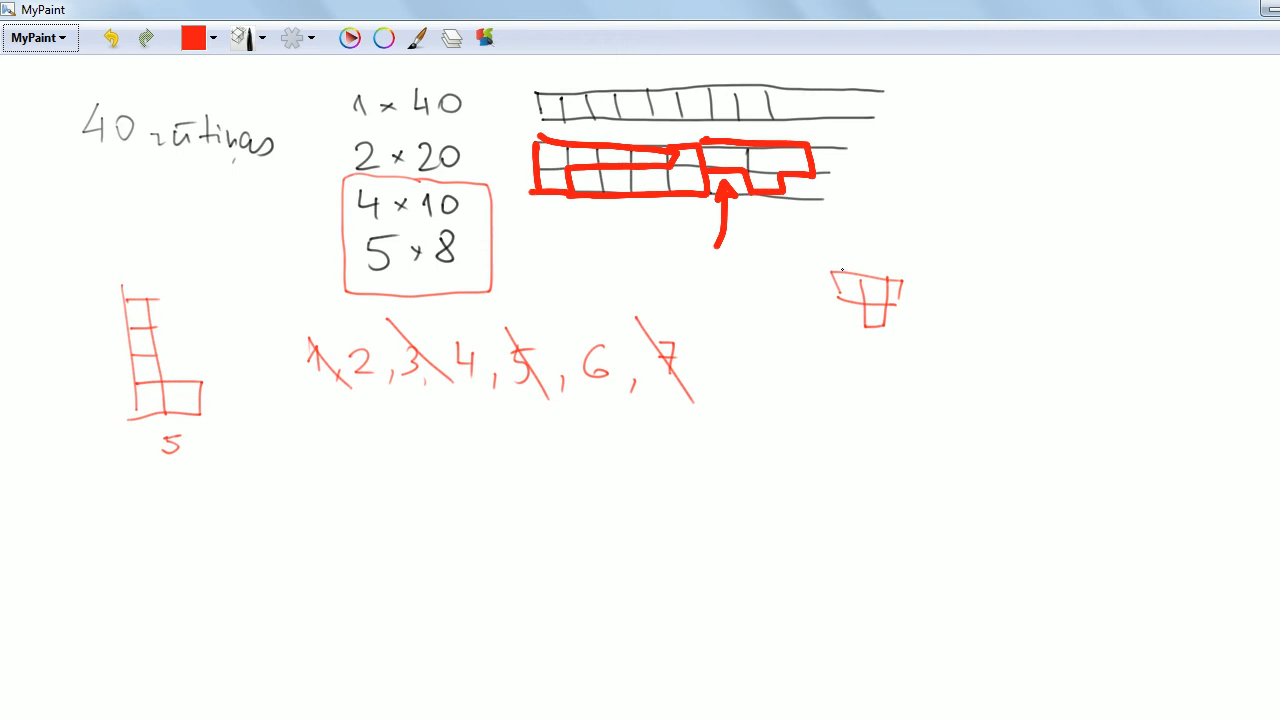 MyPaint
MyPaint
40 rūtiņas
1 × 40
2 × 20
4 × 10
5 × 8
1, 2, 3, 4, 5, 6, 7
5